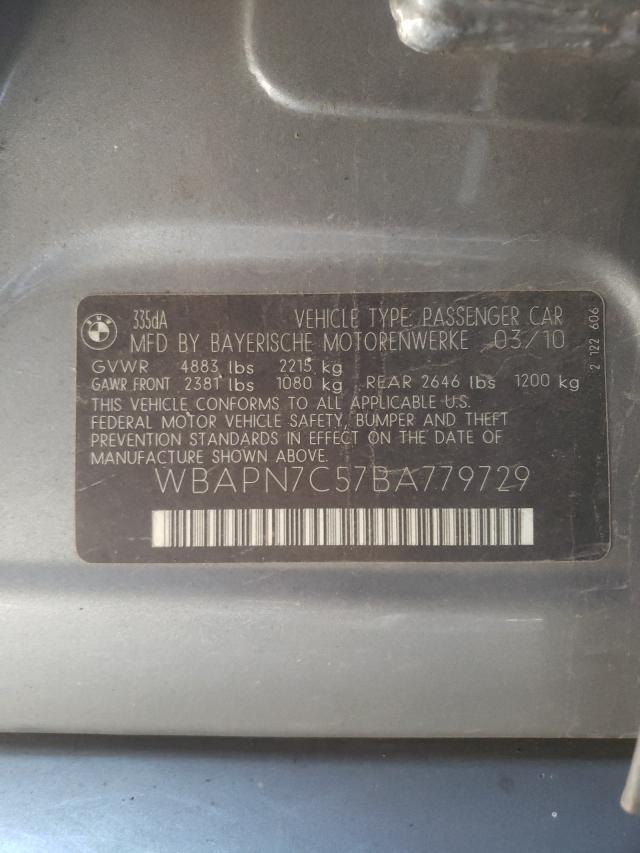 335dA VEHICLE TYPE: PASSENGER CAR
MFD BY BAYERISCHE MOTORENWERKE 03/10
GVWR 4883 lbs 2215 kg
GAWR FRONT 2381 lbs 1080 kg REAR 2646 lbs 1200 kg
THIS VEHICLE CONFORMS TO ALL APPLICABLE U.S.
FEDERAL MOTOR VEHICLE SAFETY, BUMPER AND THEFT
PREVENTION STANDARDS IN EFFECT ON THE DATE OF
MANUFACTURE SHOWN ABOVE.
WBAPN7C57BA779729
2 122 606